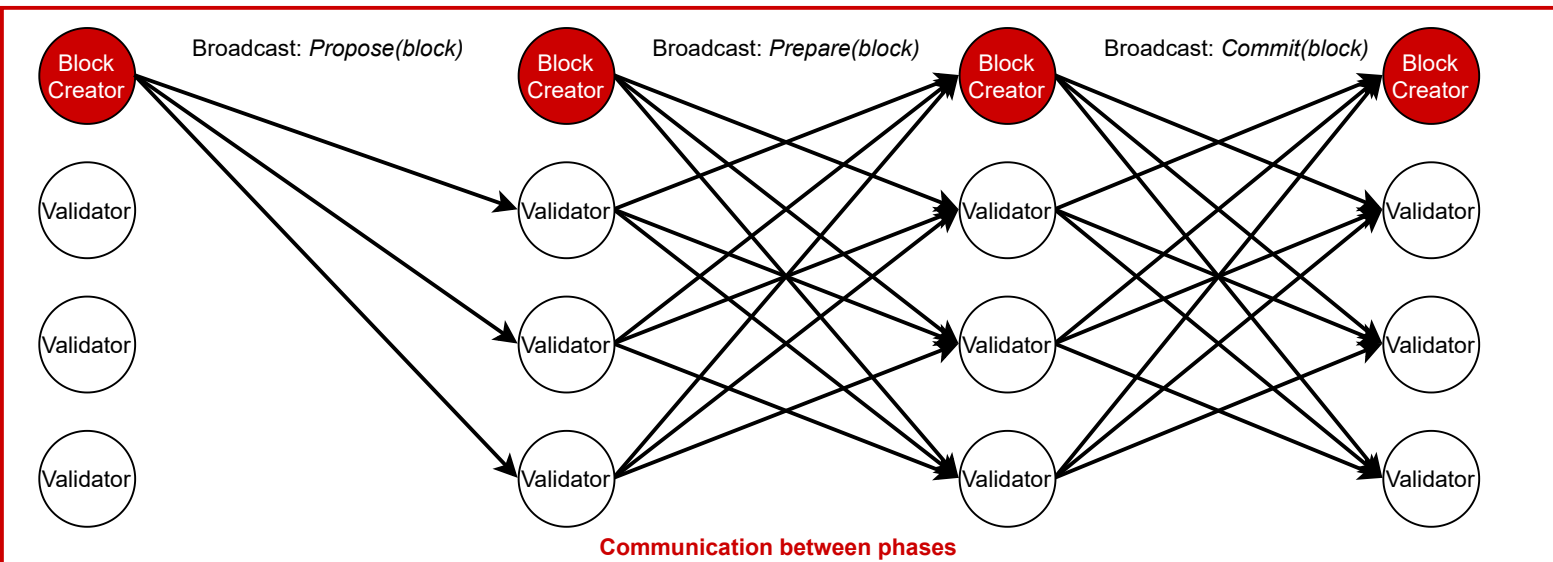 Block
Creator
Broadcast: Propose(block)
Block
Creator
Broadcast: Prepare(block)
Block
Creator
Broadcast: Commit(block)
Block
Creator
Validator
Validator
Validator
Validator
Validator
Validator
Validator
Validator
Validator
Validator
Validator
Validator
Communication between phases